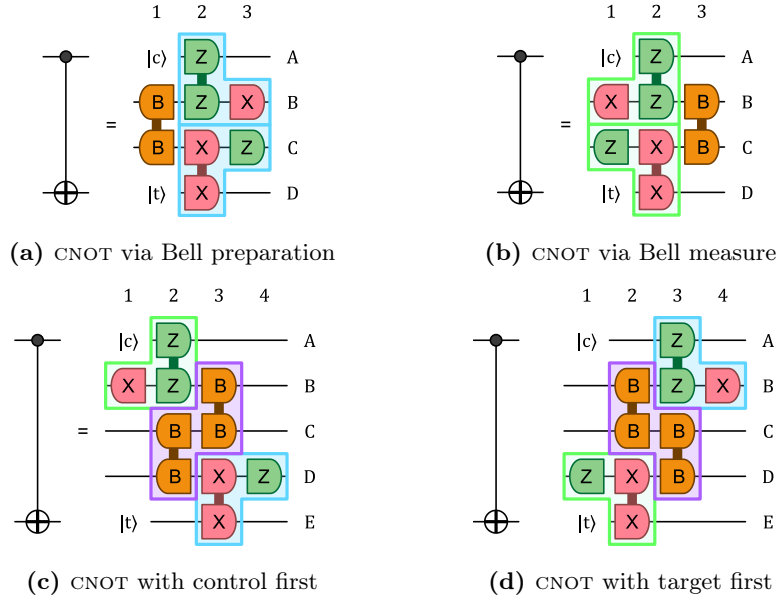 1 2 3
|c⟩ Z A
B Z X B
=
B X Z C
|t⟩ X D
(a) CNOT via Bell preparation
1 2 3
|c⟩ Z A
X Z B B
=
Z X B C
|t⟩ X D
(b) CNOT via Bell measure
1 2 3 4
|c⟩ Z A
X Z B B
= B B C
B X Z D
|t⟩ X E
(c) CNOT with control first
1 2 3 4
|c⟩ Z A
B Z X B
= B B C
Z X B D
|t⟩ X E
(d) CNOT with target first